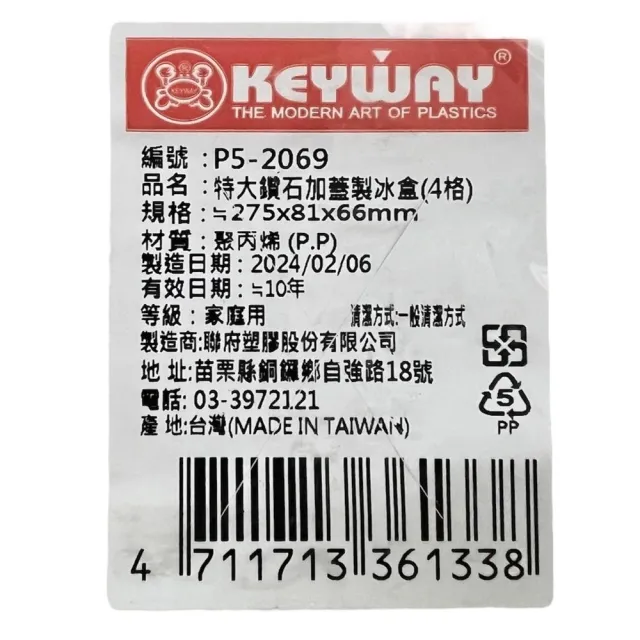 KEYWAY
KEYWAY®
THE MODERN ART OF PLASTICS
編號：P5-2069
品名：特大鑽石加蓋製冰盒(4格)
規格：≒275x81x66mm
材質：聚丙烯 (P.P)
製造日期：2024/02/06
有效日期：≒10年
等級：家庭用 清潔方式:一般清潔方式
製造商:聯府塑膠股份有限公司
地 址:苗栗縣銅鑼鄉自強路18號
電話: 03-3972121
產 地:台灣(MADE IN TAIWAN)
5
PP
4 711713 361338